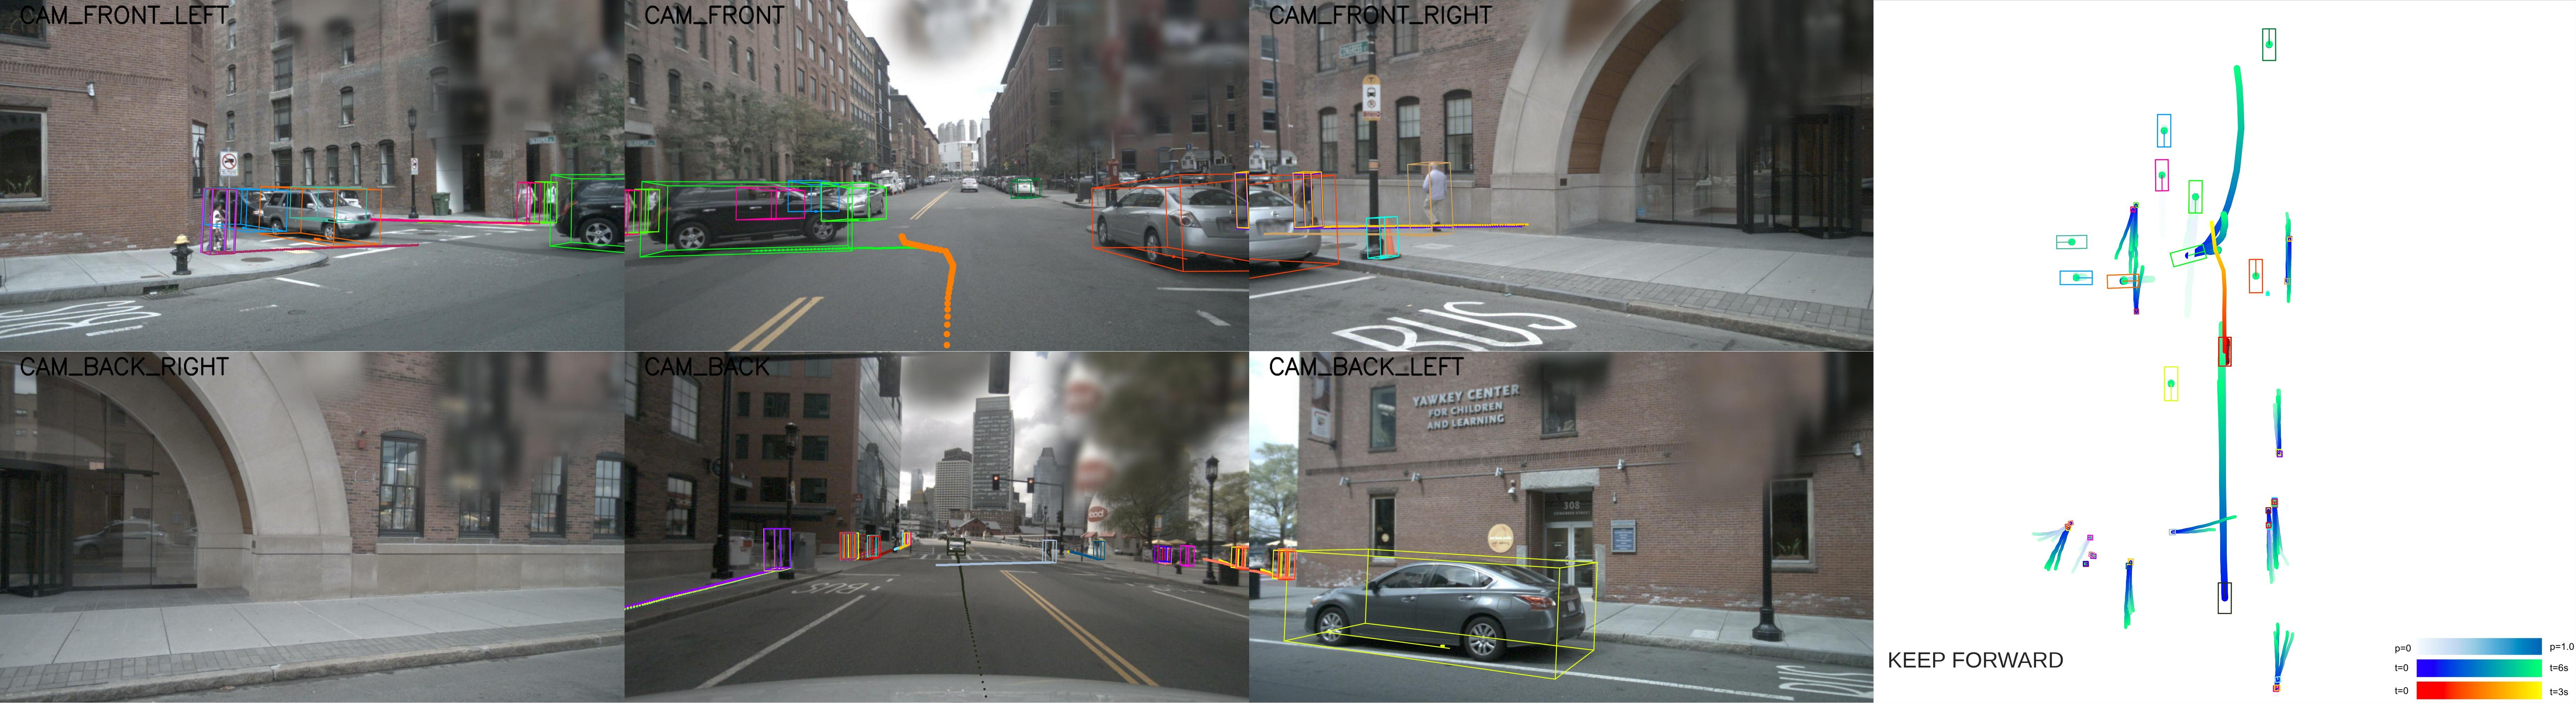 CAM_FRONT_LEFT
CAM_FRONT
CAM_FRONT_RIGHT
BUS
CAM_BACK_RIGHT
CAM_BACK
CAM_BACK_LEFT
YAWKEY CENTER
FOR CHILDREN
AND LEARNING
308
BUS
KEEP FORWARD
p=0
p=1.0
t=0
t=6s
t=0
t=3s